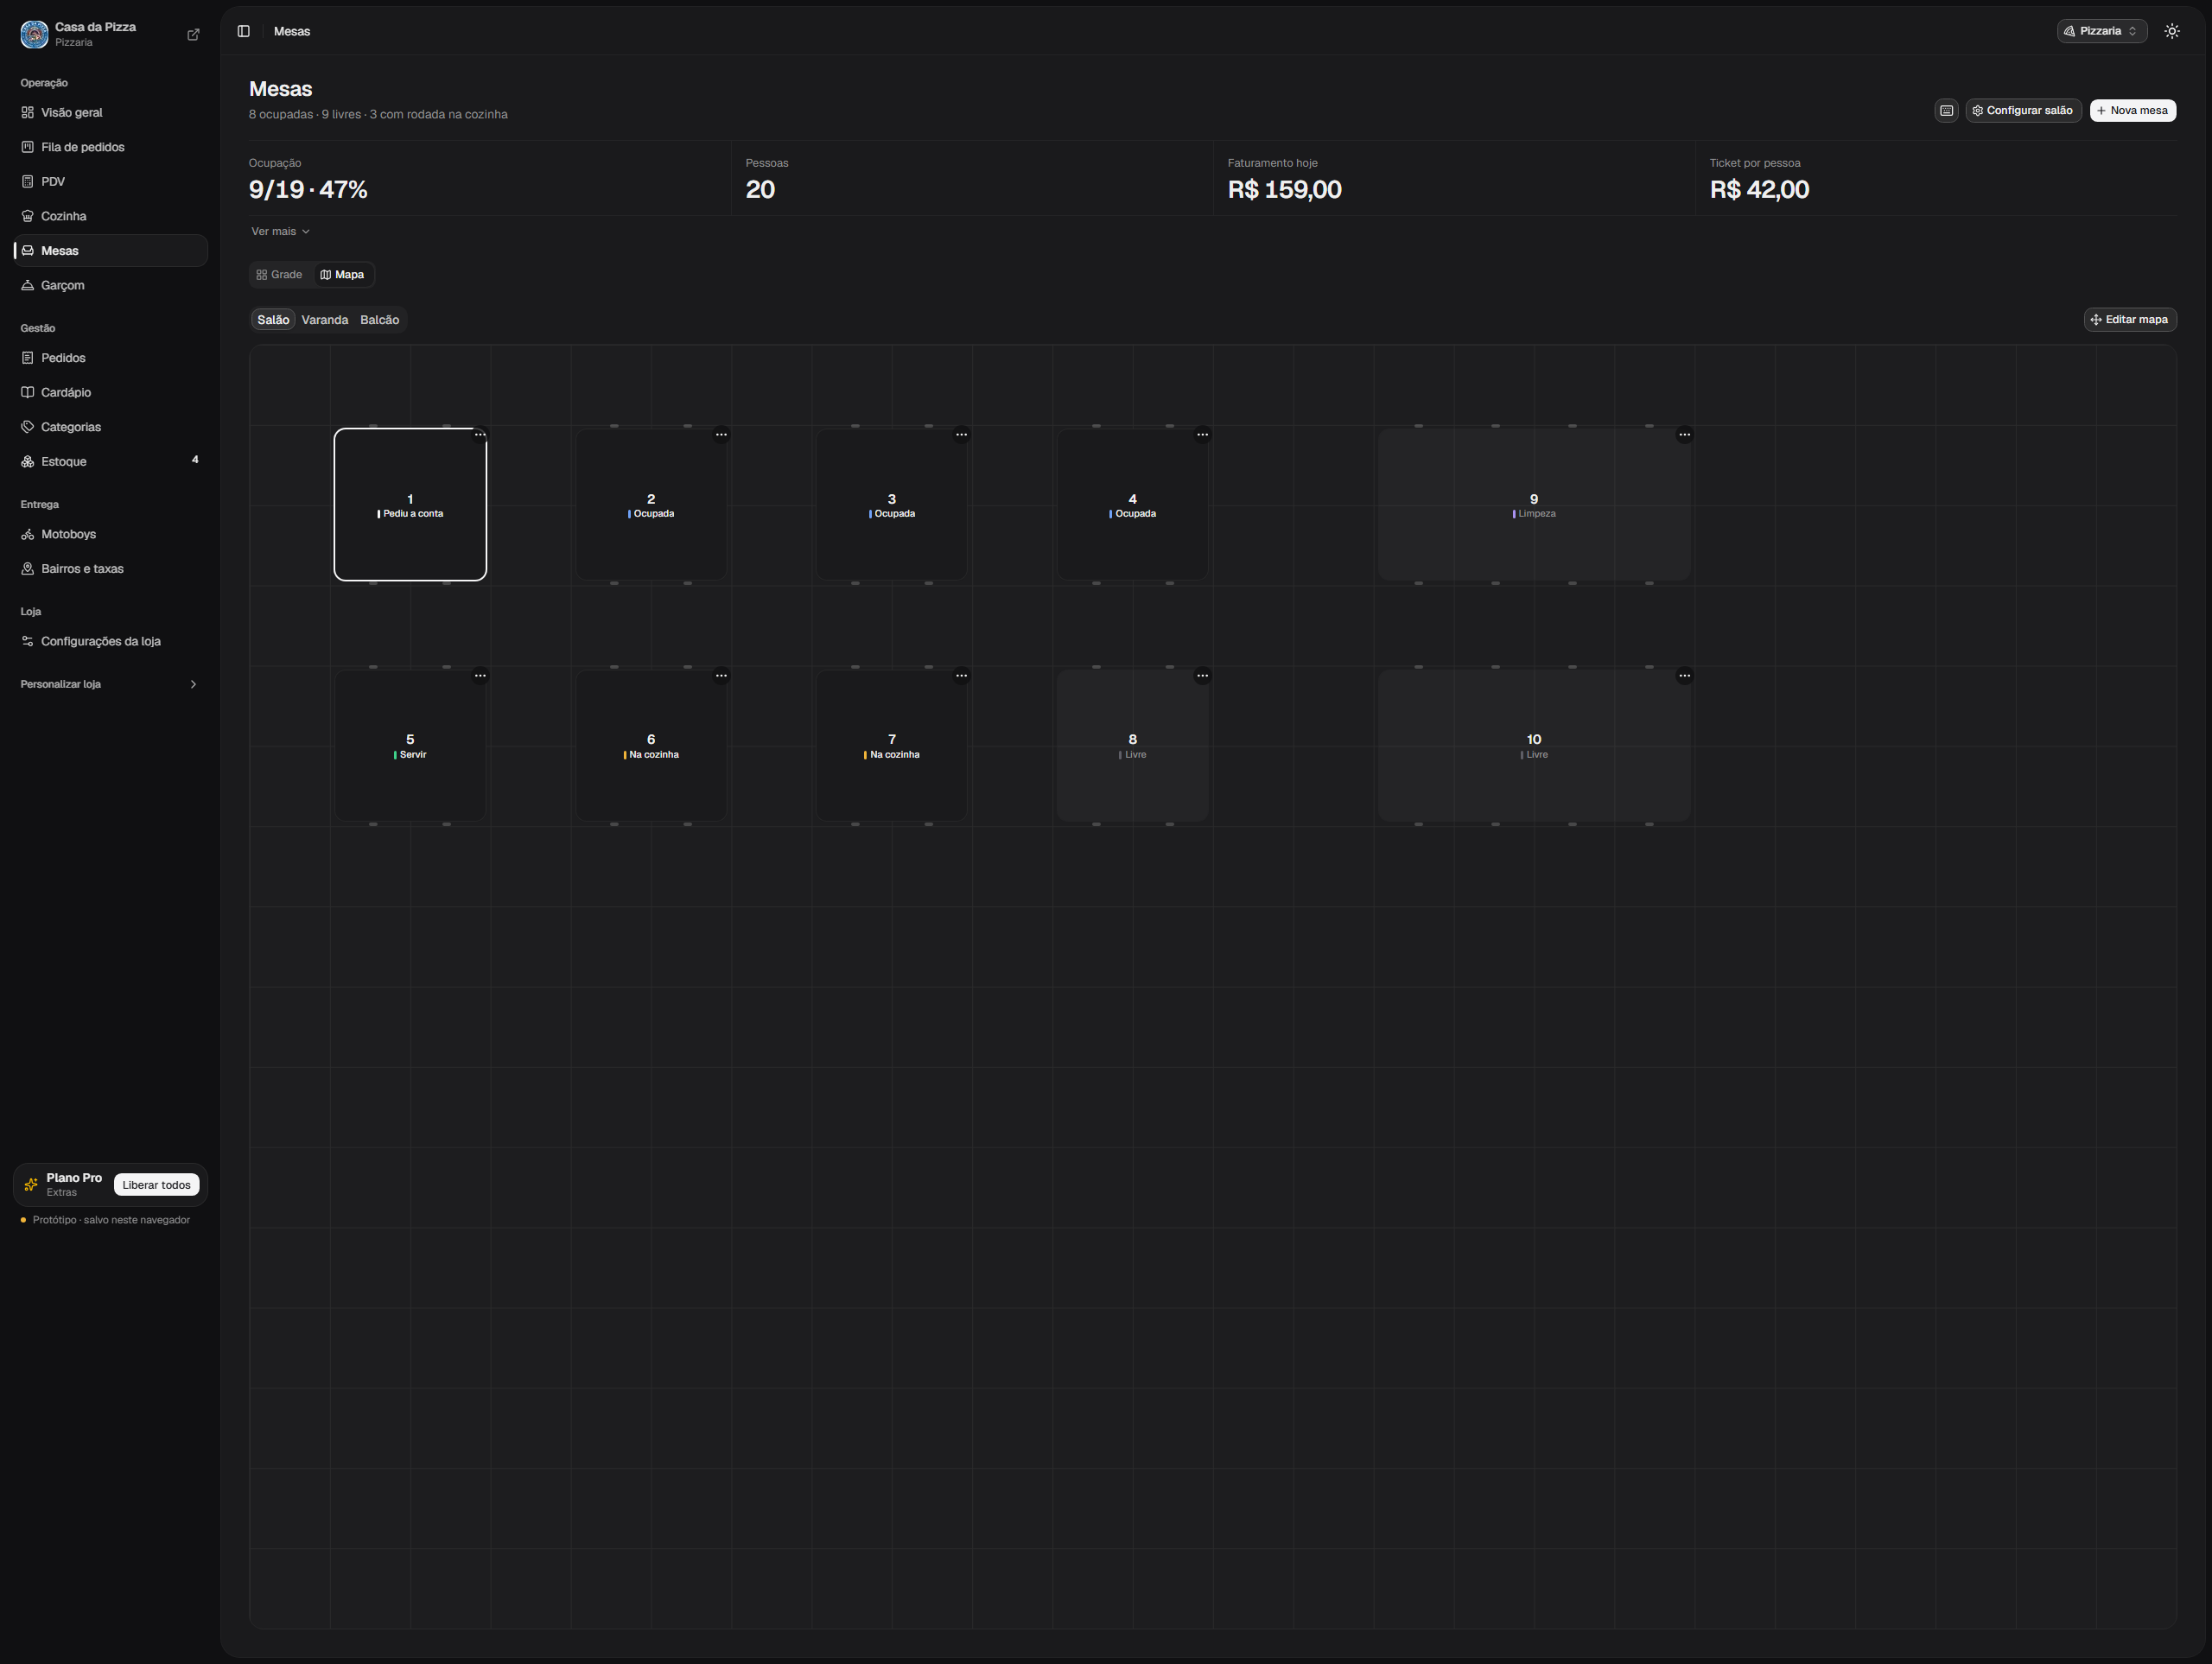 Casa da Pizza
Pizzaria
Operação
Visão geral
Fila de pedidos
PDV
Cozinha
Mesas
Garçom
Gestão
Pedidos
Cardápio
Categorias
Estoque 4
Entrega
Motoboys
Bairros e taxas
Loja
Configurações da loja
Personalizar loja
Plano Pro
Extras
Liberar todos
Protótipo · salvo neste navegador
Mesas
Pizzaria
Mesas
8 ocupadas · 9 livres · 3 com rodada na cozinha
Configurar salão
+ Nova mesa
Ocupação
9/19 · 47%
Pessoas
20
Faturamento hoje
R$ 159,00
Ticket por pessoa
R$ 42,00
Ver mais
Grade Mapa
Salão Varanda Balcão
Editar mapa
1
Pediu a conta
2
Ocupada
3
Ocupada
4
Ocupada
9
Limpeza
5
Servir
6
Na cozinha
7
Na cozinha
8
Livre
10
Livre